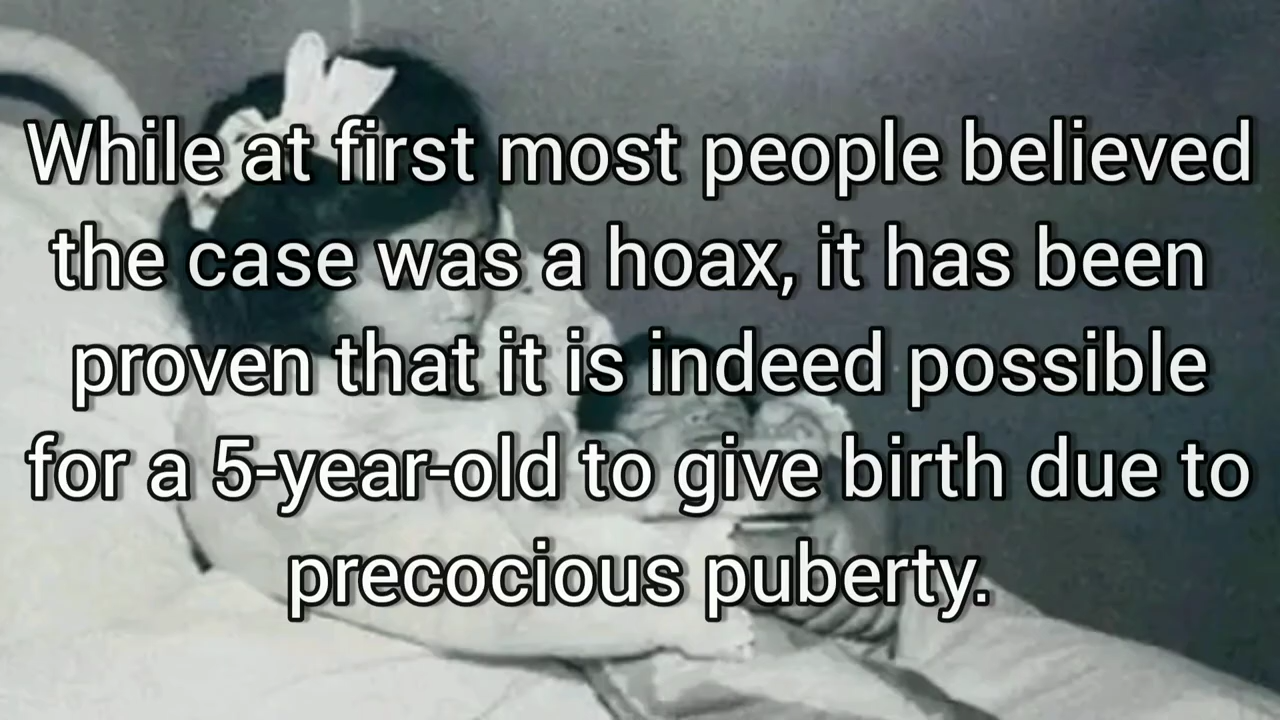 While at first most people believed
the case was a hoax, it has been
proven that it is indeed possible
for a 5-year-old to give birth due to
precocious puberty.